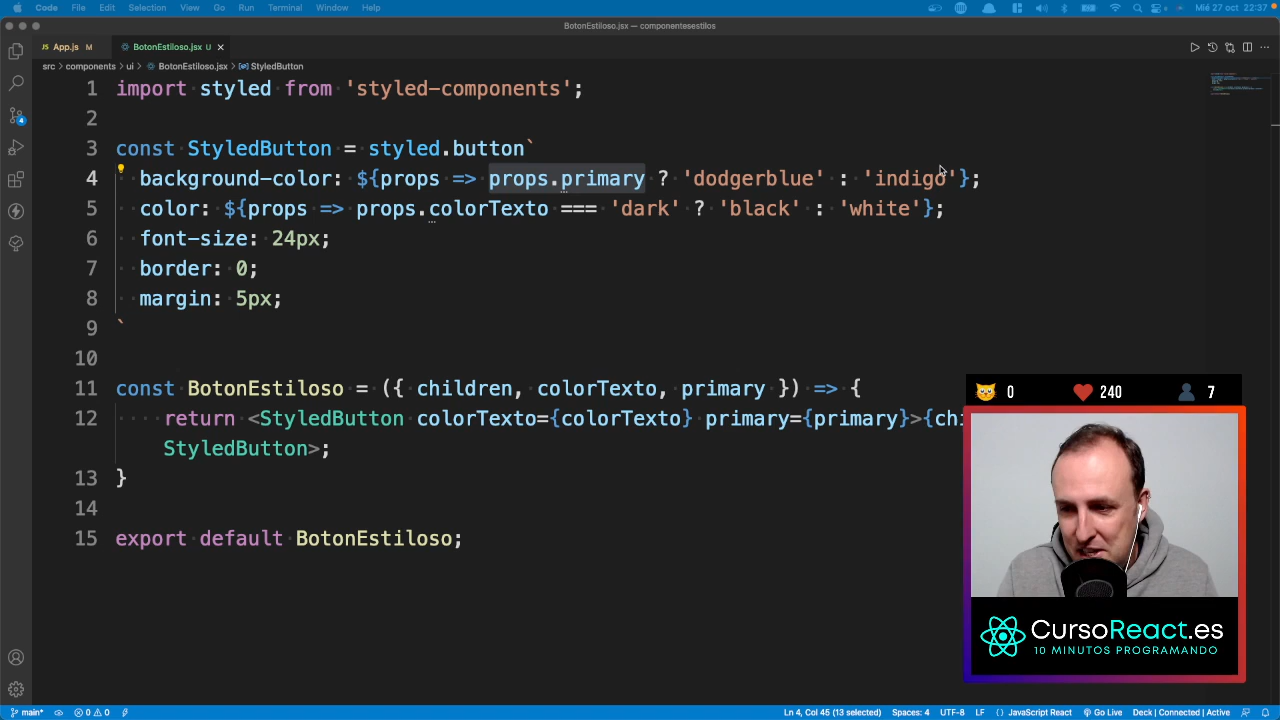 Code File Edit Selection View Go Run Terminal Window Help Mié 27 oct 22:37
BotonEstiloso.jsx — componentesestilos
App.js M BotonEstiloso.jsx U
src > components > ui > BotonEstiloso.jsx > StyledButton
1 import styled from 'styled-components';
2
3 const StyledButton = styled.button`
4 background-color: ${props => props.primary ? 'dodgerblue' : 'indigo'};
5 color: ${props => props.colorTexto === 'dark' ? 'black' : 'white'};
6 font-size: 24px;
7 border: 0;
8 margin: 5px;
9 `
10
11 const BotonEstiloso = ({ children, colorTexto, primary }) => {
12 return <StyledButton colorTexto={colorTexto} primary={primary}>{chi
StyledButton>;
13 }
14
15 export default BotonEstiloso;
4
0 240 7
CursoReact.es
10 MINUTOS PROGRAMANDO
main* 0 0 Ln 4, Col 45 (13 selected) Spaces: 4 UTF-8 LF { } JavaScript React Go Live Deck | Connected | Active